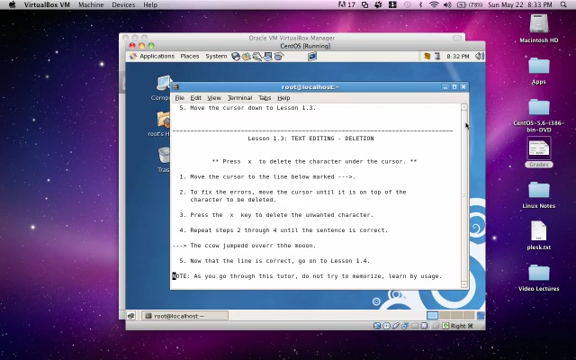 VirtualBox VM Machine Devices Help
17
Sun May 22 8:33 PM
Oracle VM VirtualBox Manager
CentOS [Running]
Applications Places System
8:32 PM
root@localhost:~
File Edit View Terminal Tabs Help
5. Move the cursor down to Lesson 1.3.
Lesson 1.3: TEXT EDITING - DELETION
** Press x to delete the character under the cursor. **
1. Move the cursor to the line below marked --->.
2. To fix the errors, move the cursor until it is on top of the
character to be deleted.
3. Press the x key to delete the unwanted character.
4. Repeat steps 2 through 4 until the sentence is correct.
---> The ccow jumpedd ovverr thhe mooon.
5. Now that the line is correct, go on to Lesson 1.4.
NOTE: As you go through this tutor, do not try to memorize, learn by usage.
root@localhost:~
Right ⌘
Macintosh HD
Apps
CentOS-5.6-i386-
bin-DVD
Grades
Linux Notes
plesk.txt
Video Lectures